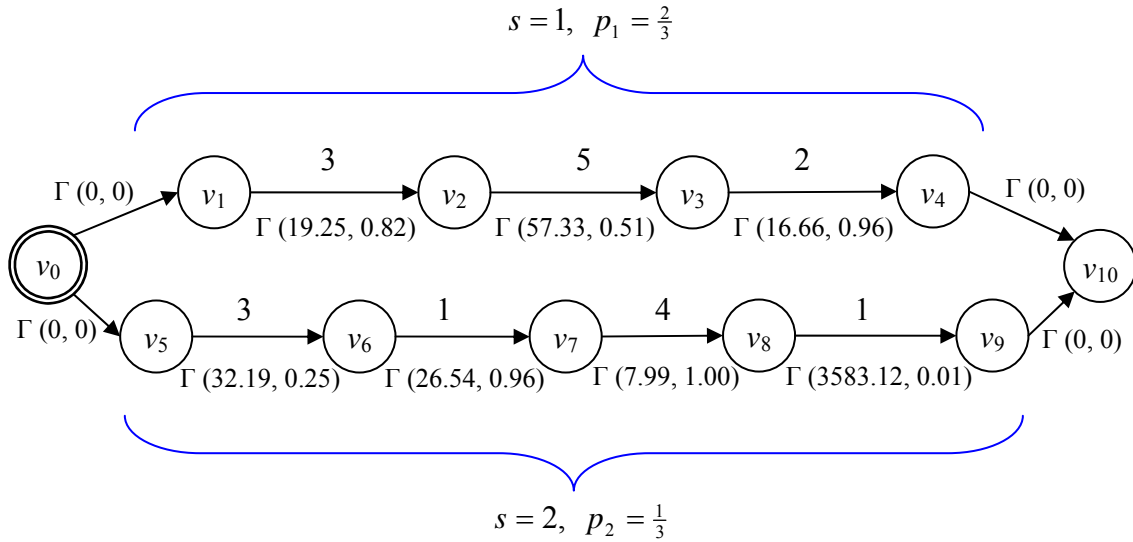 s = 1, p₁ = 2/3
3 5 2
Γ (0, 0) v₁ v₂ v₃ v₄ Γ (0, 0)
Γ (19.25, 0.82) Γ (57.33, 0.51) Γ (16.66, 0.96)
v₀ v₁₀
3 1 4 1
Γ (0, 0) v₅ v₆ v₇ v₈ v₉ Γ (0, 0)
Γ (32.19, 0.25) Γ (26.54, 0.96) Γ (7.99, 1.00) Γ (3583.12, 0.01)
s = 2, p₂ = 1/3